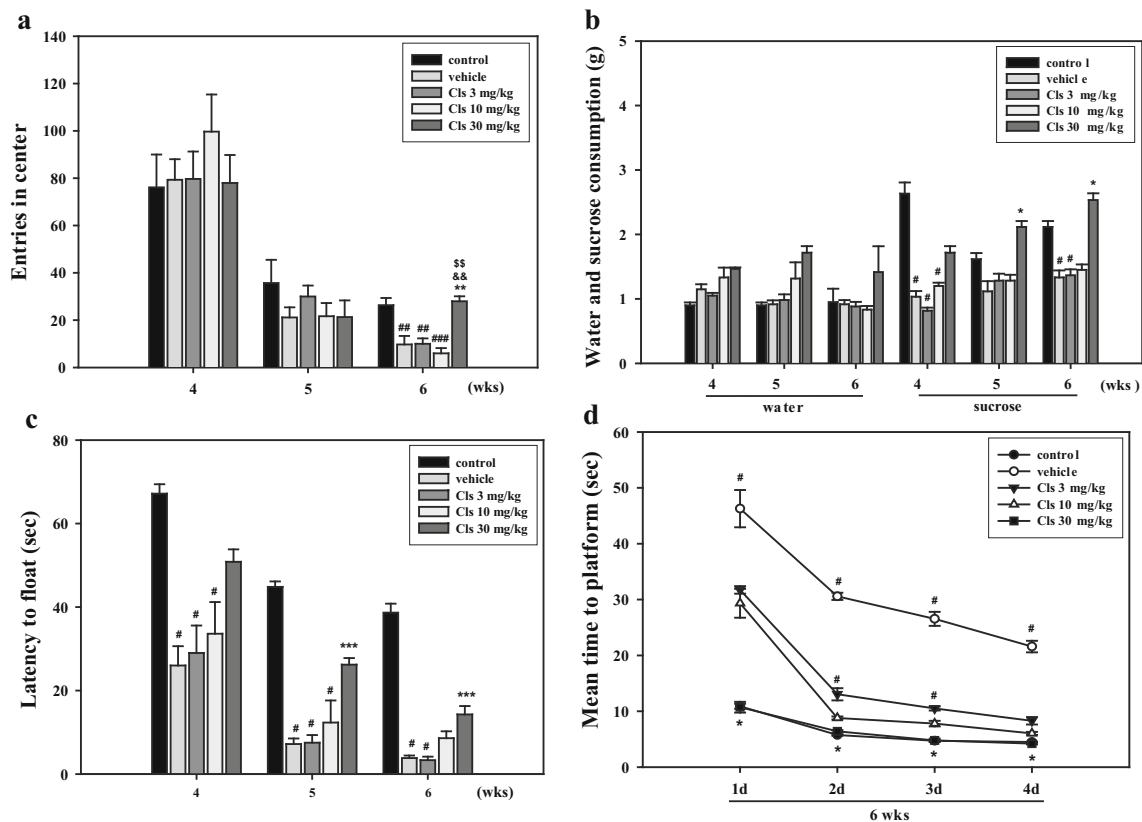 a
Entries in center
140
120
100
80
60
40
20
0
control
vehicle
Cls 3 mg/kg
Cls 10 mg/kg
Cls 30 mg/kg
## ## ###
$$
&&
**
4 5 6 (wks)
b
Water and sucrose consumption (g)
5
4
3
2
1
0
contro l
vehicl e
Cls 3 mg/kg
Cls 10 mg/kg
Cls 30 mg/kg
# # # * # # *
4 5 6 4 5 6 (wks )
water sucrose
c
Latency to float (sec)
80
60
40
20
0
control
vehicle
Cls 3 mg/kg
Cls 10 mg/kg
Cls 30 mg/kg
# # # # # # *** # # ***
4 5 6 (wks)
d
Mean time to platform (sec)
60
50
40
30
20
10
0
contro l
vehicl e
Cls 3 mg/kg
Cls 10 mg/kg
Cls 30 mg/kg
# # # #
# #
* * * *
1d 2d 3d 4d
6 wks